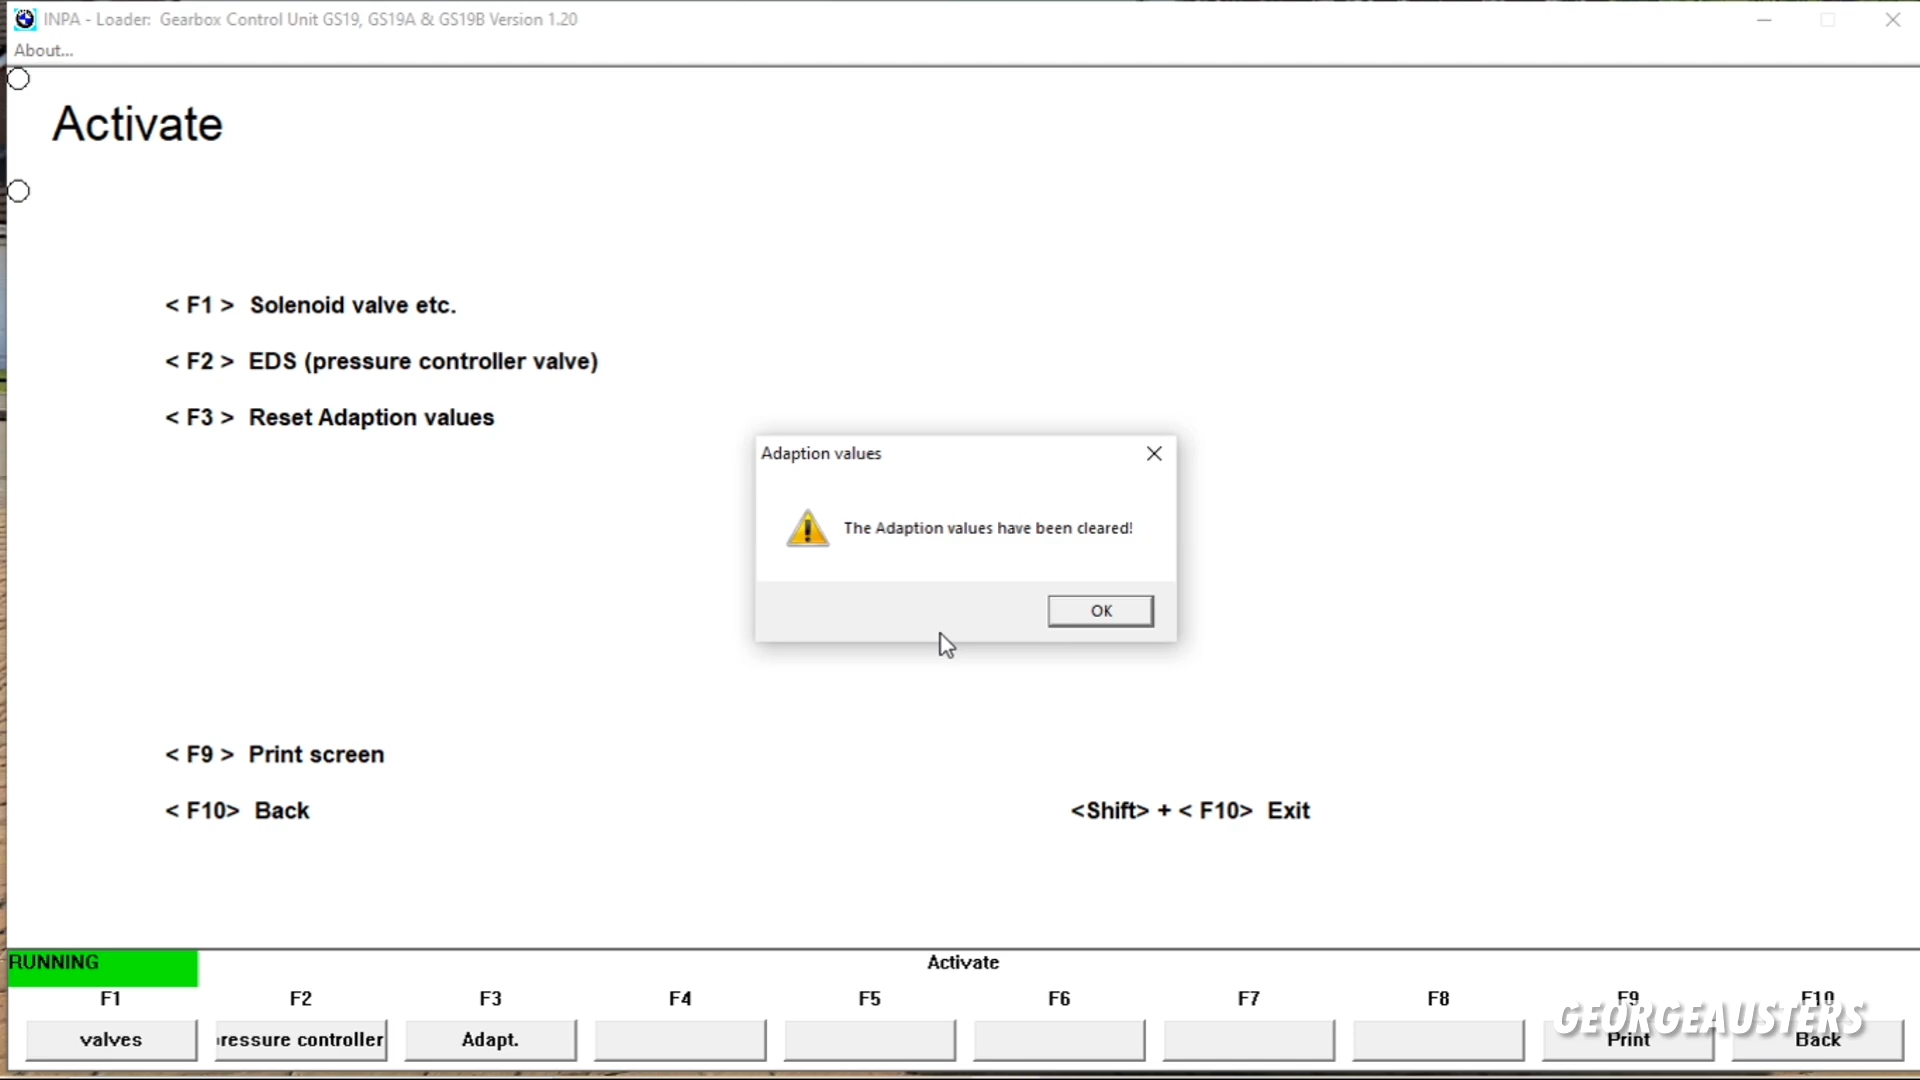 INPA - Loader: Gearbox Control Unit GS19, GS19A & GS19B Version 1.20
About...
Activate
< F1 > Solenoid valve etc.
< F2 > EDS (pressure controller valve)
< F3 > Reset Adaption values
Adaption values
The Adaption values have been cleared!
OK
< F9 > Print screen
< F10> Back
<Shift> + < F10> Exit
RUNNING
Activate
F1 F2 F3 F4 F5 F6 F7 F8 F9 F10
GEORGEAUSTERS
valves ressure controller Adapt. Print Back